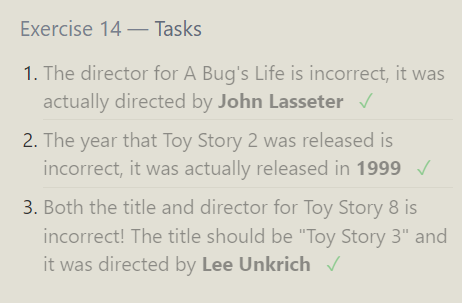 Exercise 14 — Tasks
1. The director for A Bug's Life is incorrect, it was
actually directed by John Lasseter ✓
2. The year that Toy Story 2 was released is
incorrect, it was actually released in 1999 ✓
3. Both the title and director for Toy Story 8 is
incorrect! The title should be "Toy Story 3" and
it was directed by Lee Unkrich ✓